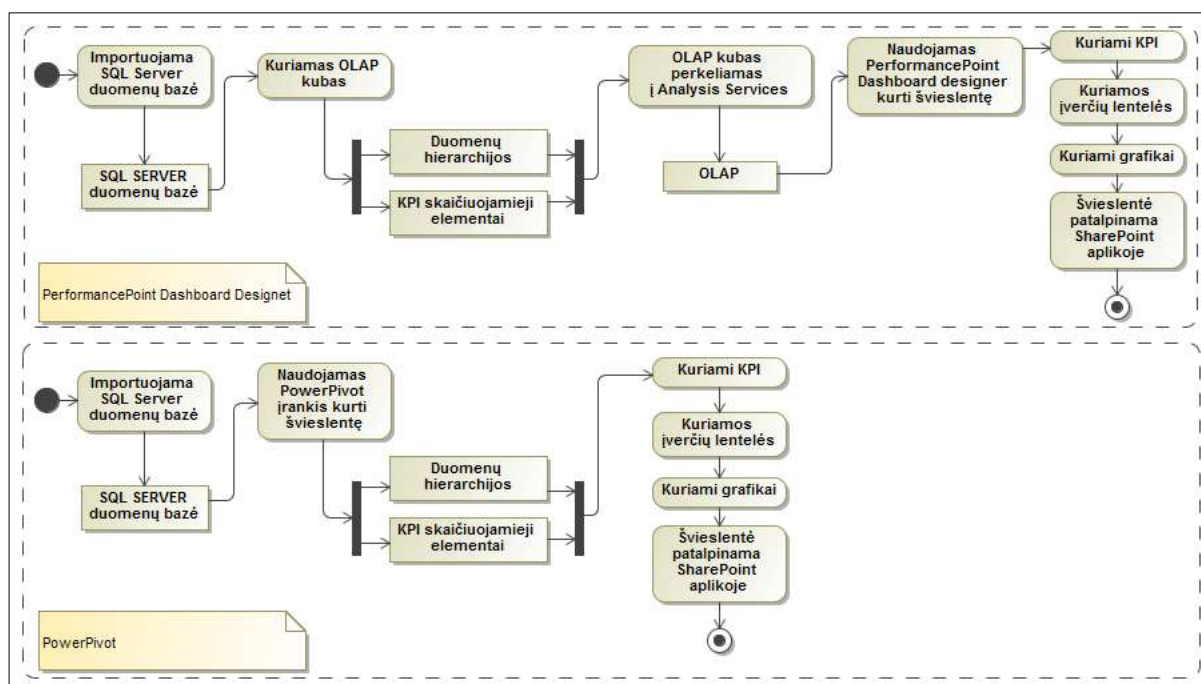 Importuojama
SQL Server
duomenų bazė
SQL SERVER
duomenų bazė
Kuriamas OLAP
kubas
Duomenų
hierarchijos
KPI skaičiuojamieji
elementai
OLAP kubas
perkeliamas
į Analysis Services
OLAP
Naudojamas
PerformancePoint
Dashboard designer
kurti švieslentę
Kuriami KPI
Kuriamos
įverčių lentelės
Kuriami grafikai
Švieslentė
patalpinama
SharePoint
aplikoje
PerformancePoint Dashboard Designet
Importuojama
SQL Server
duomenų bazė
SQL SERVER
duomenų bazė
Naudojamas
PowerPivot
įrankis kurti
švieslentę
Duomenų
hierarchijos
KPI skaičiuojamieji
elementai
Kuriami KPI
Kuriamos
įverčių lentelės
Kuriami grafikai
Švieslentė
patalpinama
SharePoint
aplikoje
PowerPivot